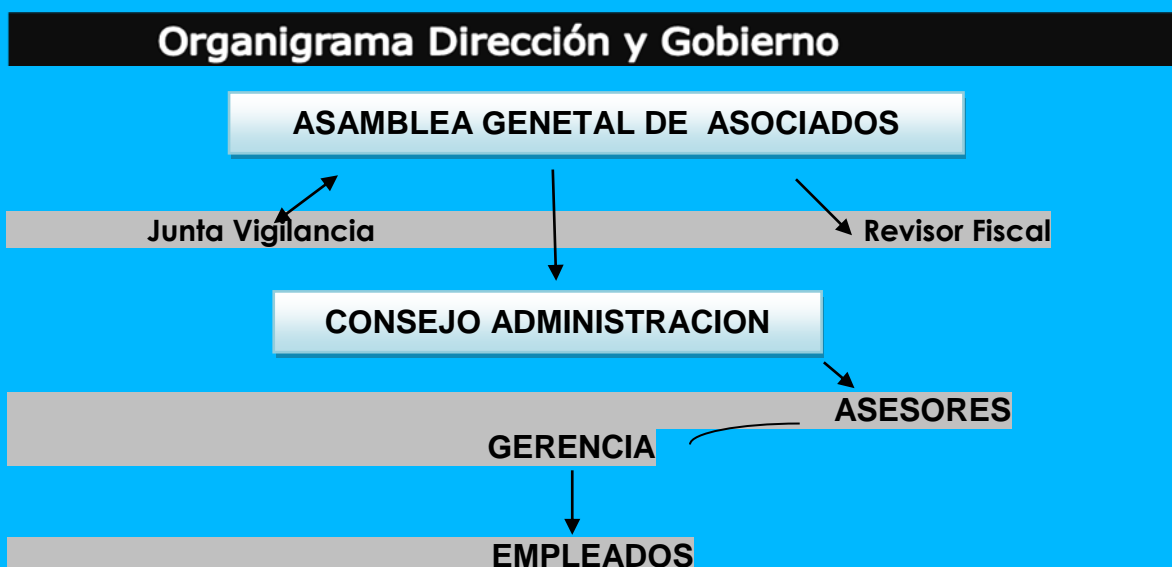 Organigrama Dirección y Gobierno
ASAMBLEA GENETAL DE ASOCIADOS
Junta Vigilancia Revisor Fiscal
CONSEJO ADMINISTRACION
ASESORES
GERENCIA
EMPLEADOS